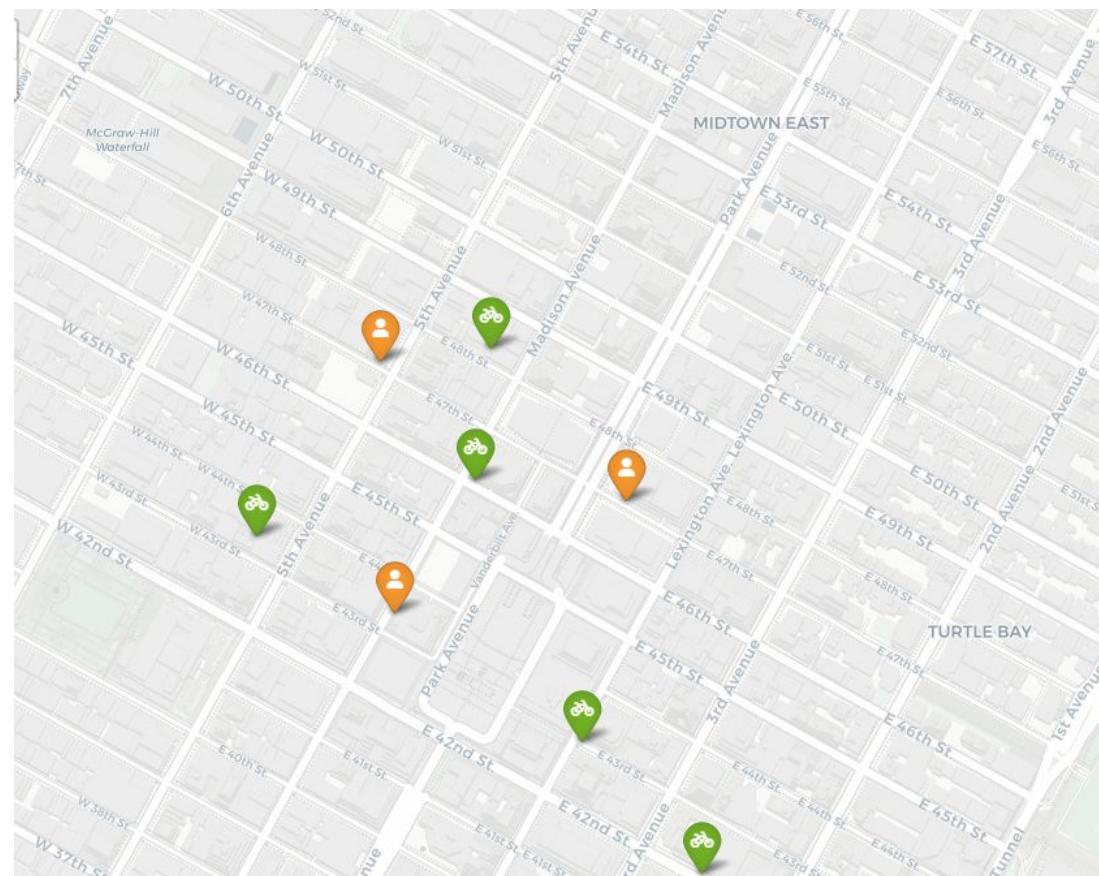 E 52nd St.
W 50th St.
7th Avenue
McGraw-Hill
Waterfall
6th Avenue
W 51st St.
W 50th St.
W 49th St.
W 51st St.
5th Avenue
E 54th St.
Madison Avenue
MIDTOWN EAST
E 56th St.
E 55th St.
E 57th St.
E 56th St.
3rd Avenue
E 56th St.
Park Avenue
E 53rd St.
E 54th St.
3rd Avenue
E 52nd St.
E 53rd St.
W 48th St.
W 47th St.
5th Avenue
Madison Avenue
E 48th St.
W 45th St.
W 46th St.
W 45th St.
E 47th St.
E 48th St.
E 49th St.
Lexington Ave.
E 51st St.
E 50th St.
E 52nd St.
E 51st St.
2nd Avenue
W 44th St.
W 44th St.
W 43rd St.
W 43rd St.
W 42nd St.
5th Avenue
E 45th St.
Vanderbilt Ave.
Lexington Ave.
E 48th St.
E 47th St.
E 49th St.
E 50th St.
E 51st St.
2nd Avenue
E 48th St.
E 47th St.
TURTLE BAY
E 43rd St.
Park Avenue
E 46th St.
E 45th St.
3rd Avenue
E 46th St.
1st Avenue
E 42nd St.
E 40th St.
E 41st St.
E 43rd St.
E 44th St.
E 44th St.
E 45th St.
W 38th St.
W 37th St.
E 42nd St.
E 41st St.
E 41st St.
E 43rd St.
E 44th St.
Tunnel